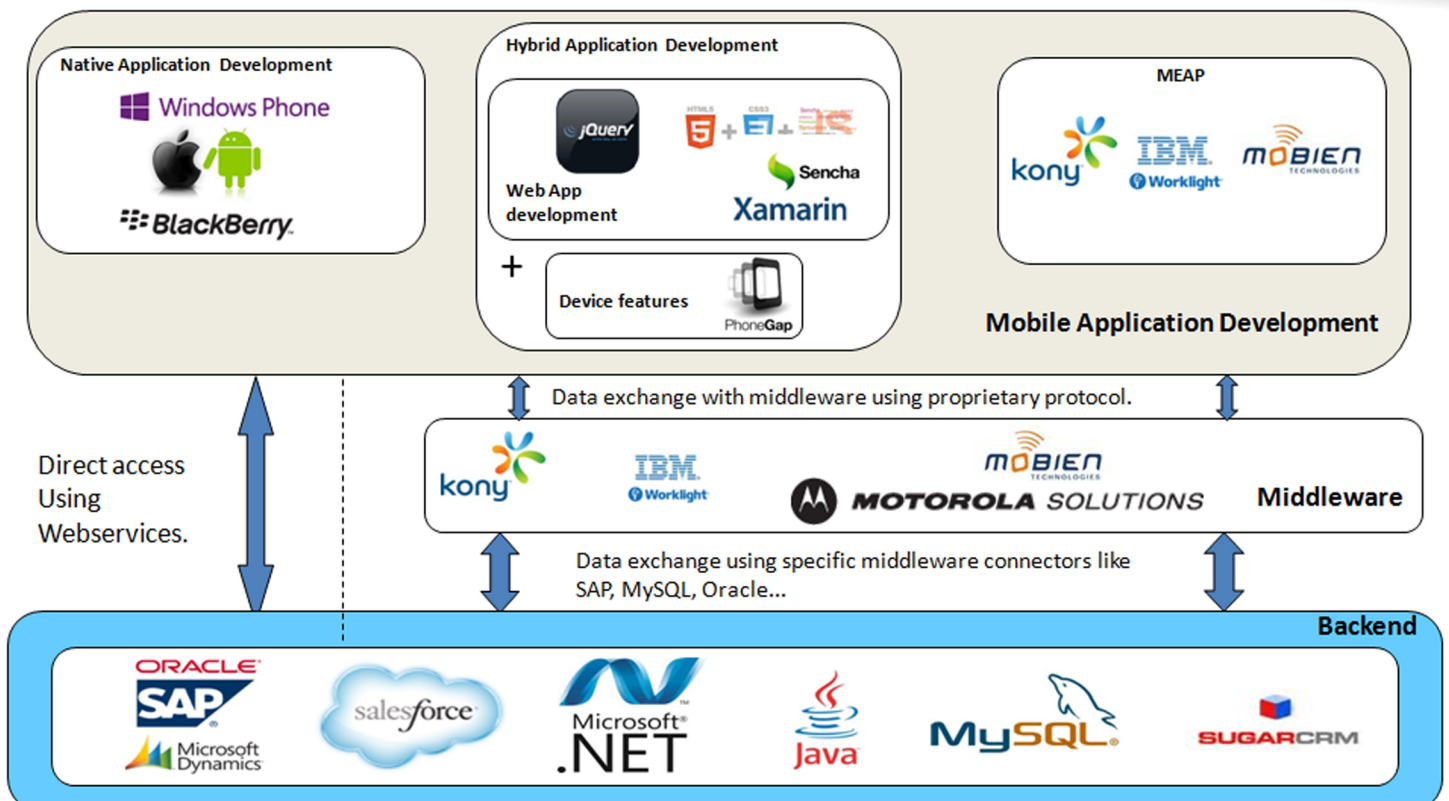 Native Application Development
Windows Phone
BlackBerry
Hybrid Application Development
jQuery
HTML5
CSS3
5
+
3
+
JS
Sencha
Xamarin
Web App
development
+
Device features
PhoneGap
MEAP
kony
IBM
Worklight
MOBIEN
TECHNOLOGIES
Mobile Application Development
Data exchange with middleware using proprietary protocol.
Direct access
Using
Webservices.
kony
IBM
Worklight
MOBIEN
TECHNOLOGIES
MOTOROLA SOLUTIONS
Middleware
Data exchange using specific middleware connectors like
SAP, MySQL, Oracle...
Backend
ORACLE®
SAP®
Microsoft
Dynamics
salesforce
Microsoft®
.NET
Java
MySQL®
SUGARCRM